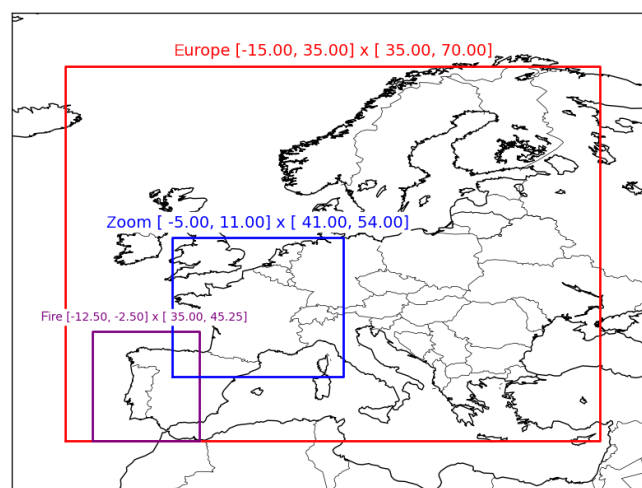 Europe [-15.00, 35.00] x [ 35.00, 70.00]
Zoom [ -5.00, 11.00] x [ 41.00, 54.00]
Fire [-12.50, -2.50] x [ 35.00, 45.25]